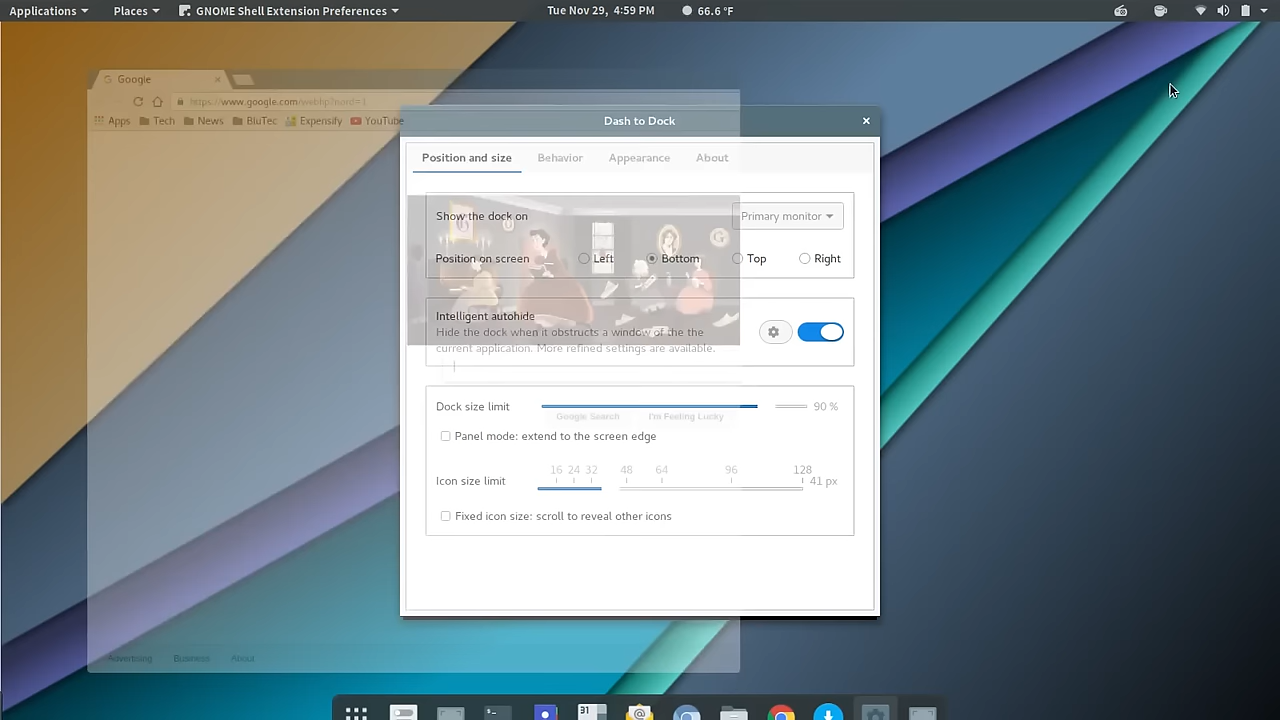 Applications Places GNOME Shell Extension Preferences Tue Nov 29, 4:59 PM 66.6 °F
Google
https://www.google.com/webhp?nord=1
Apps Tech News BluTec Expensify YouTube
Dash to Dock
Position and size Behavior Appearance About
Show the dock on Primary monitor
Position on screen Left Bottom Top Right
Intelligent autohide
Hide the dock when it obstructs a window of the the
current application. More refined settings are available.
Dock size limit 90 %
Google Search I'm Feeling Lucky
Panel mode: extend to the screen edge
16 24 32 48 64 96 128
Icon size limit 41 px
Fixed icon size: scroll to reveal other icons
Advertising Business About
31